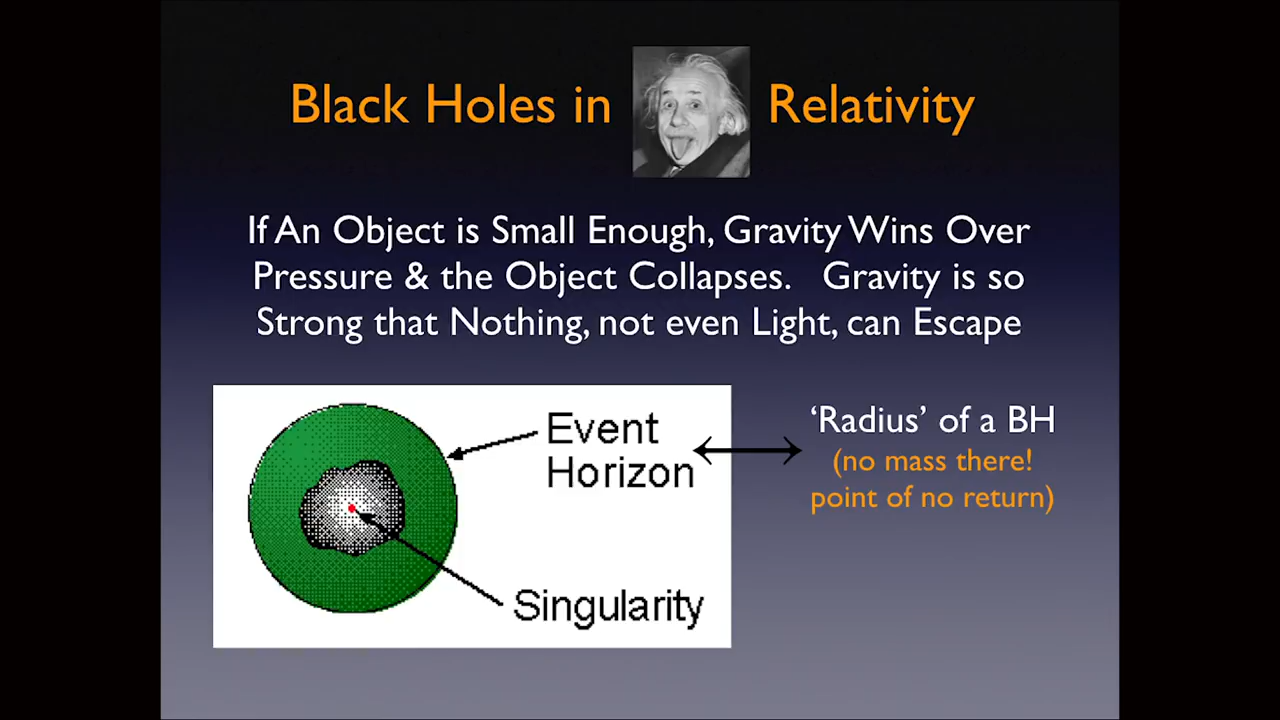 Black Holes in Relativity
If An Object is Small Enough, Gravity Wins Over
Pressure & the Object Collapses. Gravity is so
Strong that Nothing, not even Light, can Escape
Event
Horizon
Singularity
‘Radius’ of a BH
(no mass there!
point of no return)